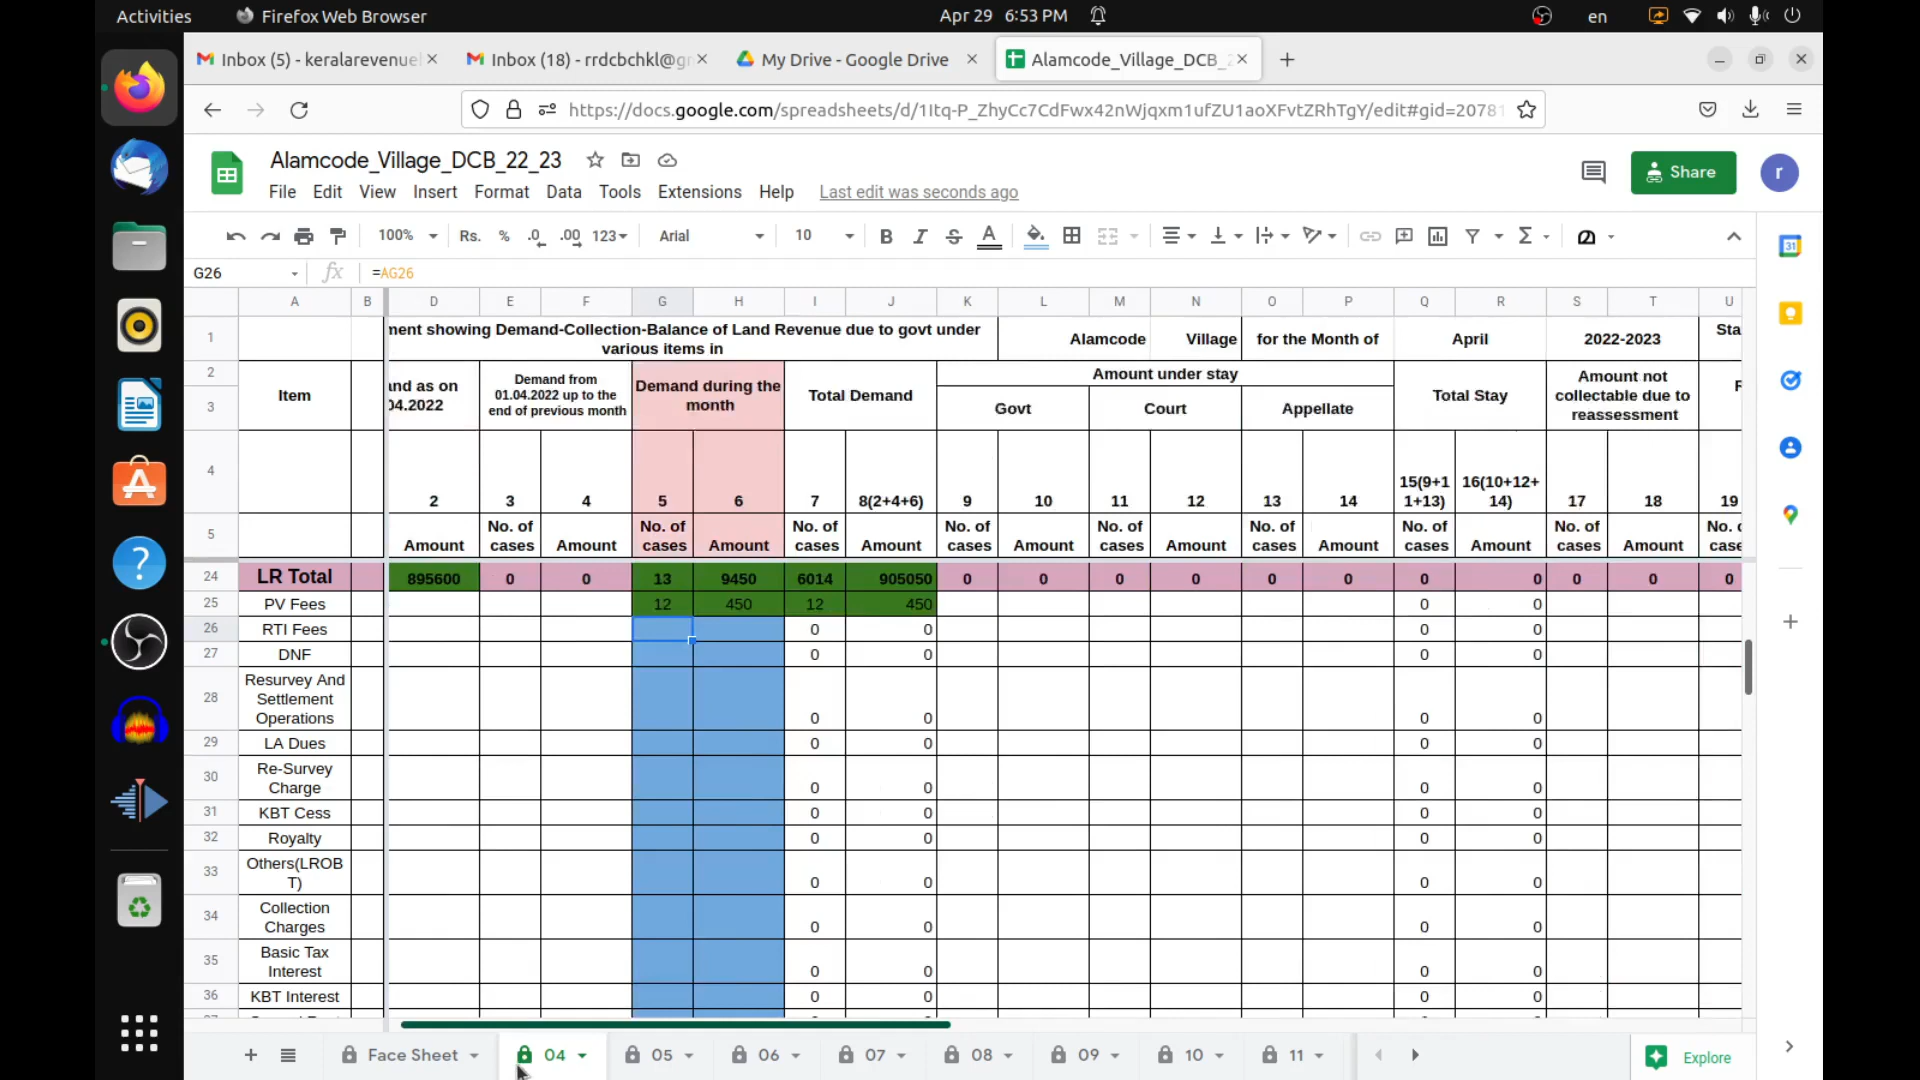 Activities
Firefox Web Browser
Apr 29 6:53 PM
en
Inbox (5) - keralarevenue
Inbox (18) - rrdcbchkl@g
My Drive - Google Drive
Alamcode_Village_DCB_
https://docs.google.com/spreadsheets/d/1Itq-P_ZhyCc7CdFwx42nWjqxm1ufZU1aoXFvtZRhTgY/edit#gid=20781
Alamcode_Village_DCB_22_23
Share
r
File Edit View Insert Format Data Tools Extensions Help Last edit was seconds ago
100% Rs. % .0 .00 123 Arial 10 B I S A
31
G26 fx =AG26
A B D E F G H I J K L M N O P Q R S T U
1 ment showing Demand-Collection-Balance of Land Revenue due to govt under various items in Alamcode Village for the Month of April 2022-2023 Sta
2 Amount under stay
3 Item and as on 04.2022 Demand from 01.04.2022 up to the end of previous month Demand during the month Total Demand Govt Court Appellate Total Stay Amount not collectable due to reassessment
4 2 3 4 5 6 7 8(2+4+6) 9 10 11 12 13 14 15(9+11+13) 16(10+12+14) 17 18 19
5 Amount No. of cases Amount No. of cases Amount No. of cases Amount No. of cases Amount No. of cases Amount No. of cases Amount No. of cases Amount No. of cases Amount
24 LR Total 895600 0 0 13 9450 6014 905050 0 0 0 0 0 0 0 0 0 0 0
25 PV Fees 12 450 12 450 0 0
26 RTI Fees 0 0 0 0
27 DNF 0 0 0 0
28 Resurvey And Settlement Operations 0 0 0 0
29 LA Dues 0 0 0 0
30 Re-Survey Charge 0 0 0 0
31 KBT Cess 0 0 0 0
32 Royalty 0 0 0 0
33 Others(LROBT) 0 0 0 0
34 Collection Charges 0 0 0 0
35 Basic Tax Interest 0 0 0 0
36 KBT Interest 0 0 0 0
Face Sheet 04 05 06 07 08 09 10 11
Explore